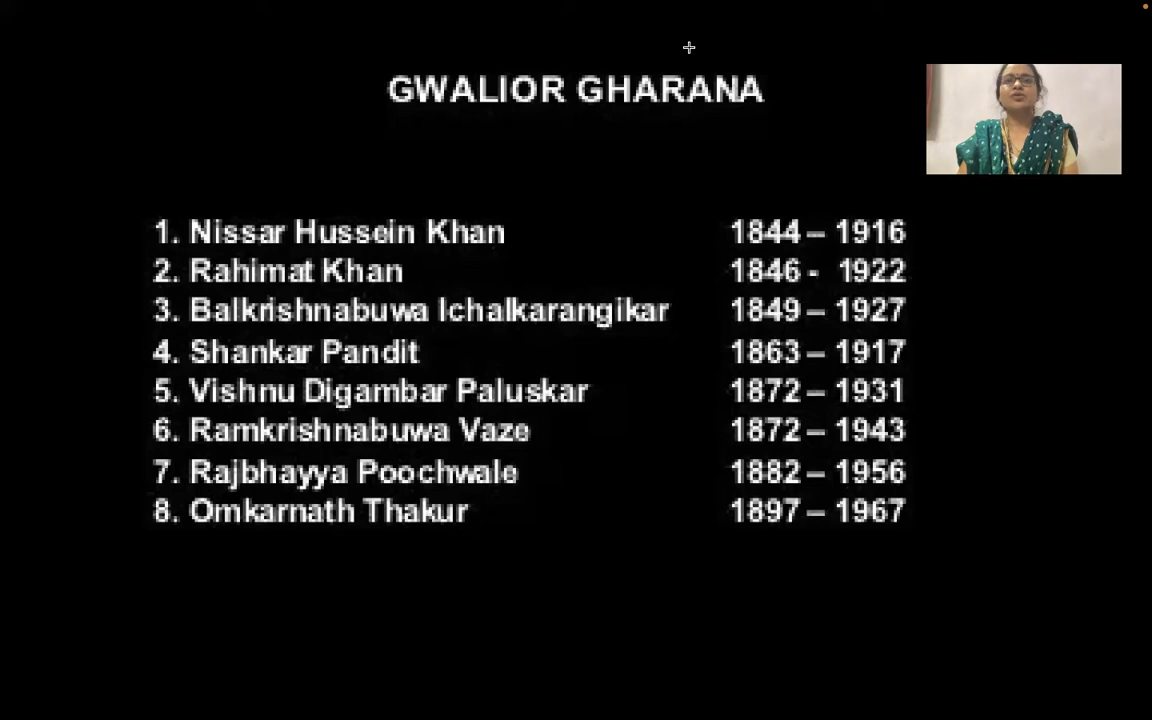 GWALIOR GHARANA
1. Nissar Hussein Khan 1844 – 1916
2. Rahimat Khan 1846 - 1922
3. Balkrishnabuwa Ichalkarangikar 1849 – 1927
4. Shankar Pandit 1863 – 1917
5. Vishnu Digambar Paluskar 1872 – 1931
6. Ramkrishnabuwa Vaze 1872 – 1943
7. Rajbhayya Poochwale 1882 – 1956
8. Omkarnath Thakur 1897 – 1967